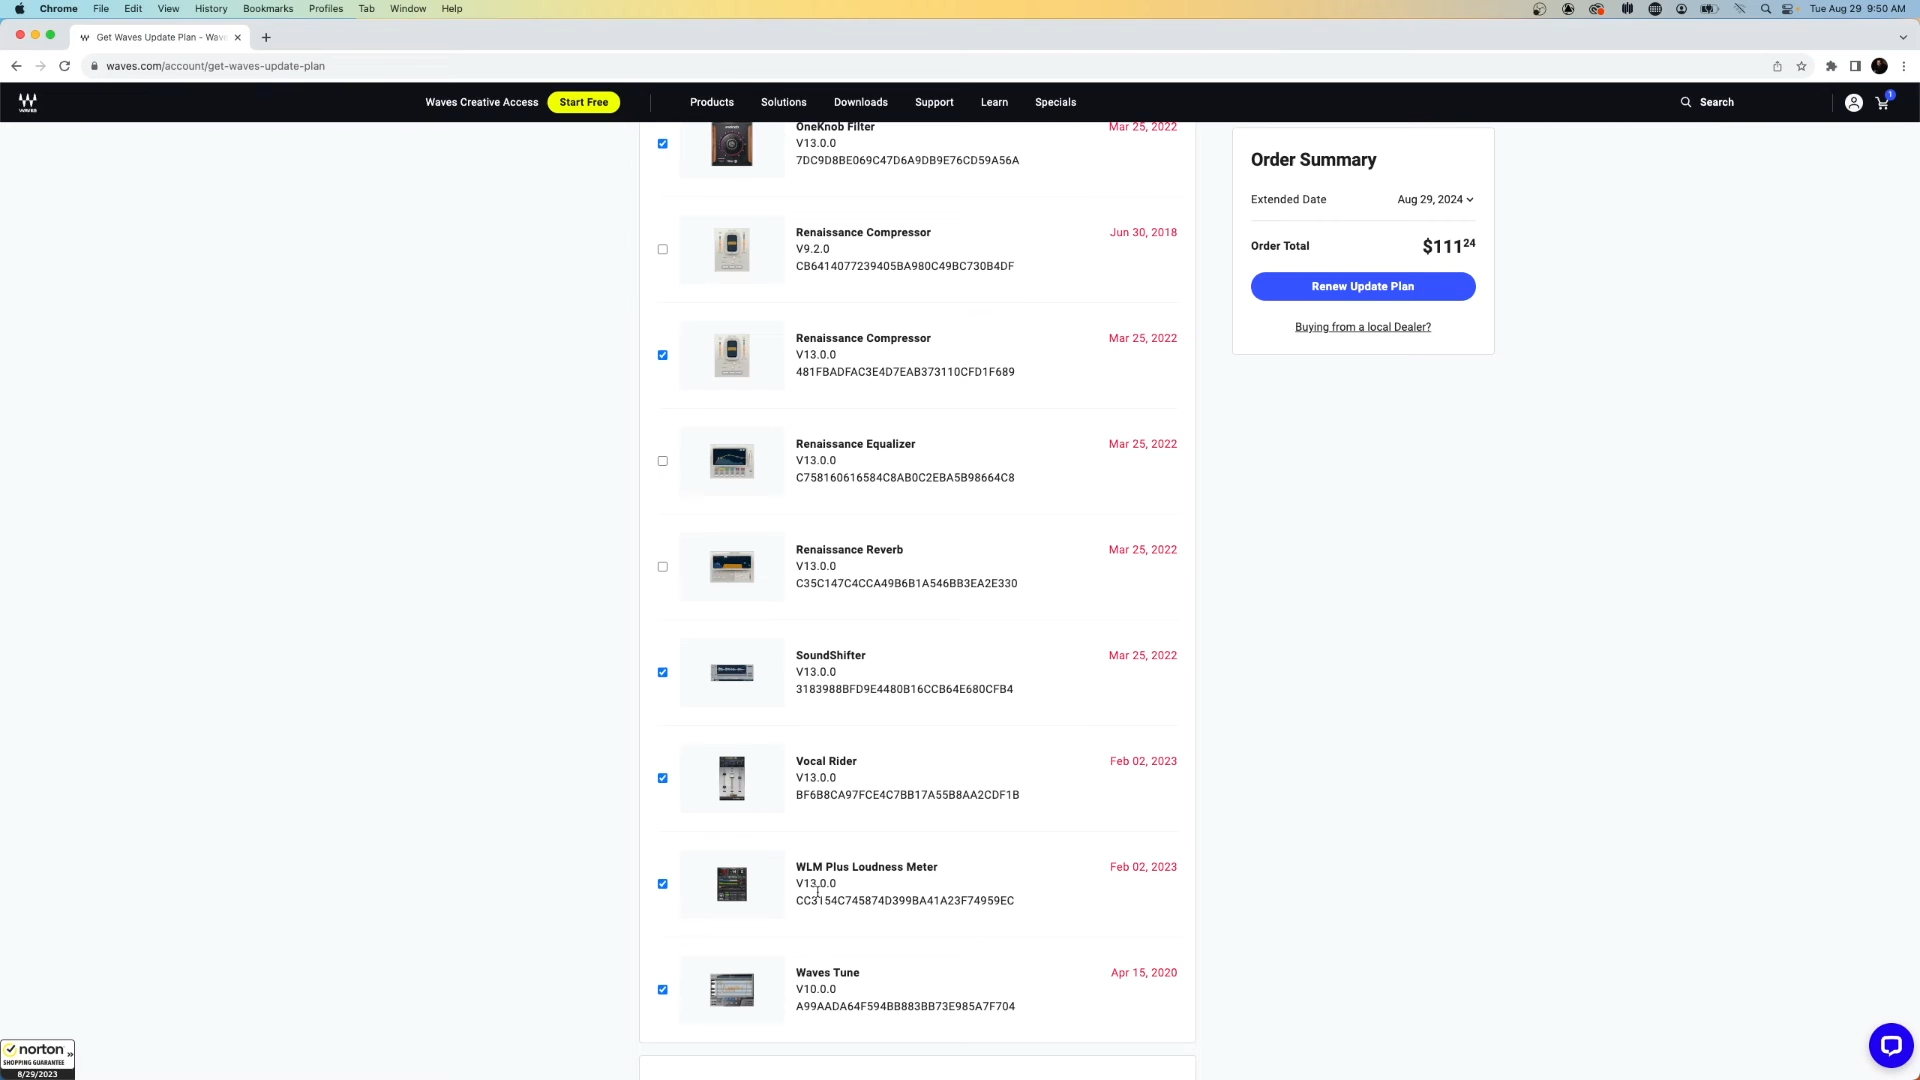 Chrome File Edit View History Bookmarks Profiles Tab Window Help Tue Aug 29 9:50 AM
Get Waves Update Plan - Wav
waves.com/account/get-waves-update-plan
WAVES Waves Creative Access Start Free Products Solutions Downloads Support Learn Specials Search 1
OneKnob Filter Mar 25, 2022
V13.0.0
7DC9D8BE069C47D6A9DB9E76CD59A56A
Renaissance Compressor Jun 30, 2018
V9.2.0
CB6414077239405BA980C49BC730B4DF
Renaissance Compressor Mar 25, 2022
V13.0.0
481FBADFAC3E4D7EAB373110CFD1F689
Renaissance Equalizer Mar 25, 2022
V13.0.0
C758160616584C8AB0C2EBA5B98664C8
Renaissance Reverb Mar 25, 2022
V13.0.0
C35C147C4CCA49B6B1A546BB3EA2E330
SoundShifter Mar 25, 2022
V13.0.0
3183988BFD9E4480B16CCB64E680CFB4
Vocal Rider Feb 02, 2023
V13.0.0
BF6B8CA97FCE4C7BB17A55B8AA2CDF1B
WLM Plus Loudness Meter Feb 02, 2023
V13.0.0
CC3154C745874D399BA41A23F74959EC
Waves Tune Apr 15, 2020
V10.0.0
A99AADA64F594BB883BB73E985A7F704
Order Summary
Extended Date Aug 29, 2024
Order Total $111.24
Renew Update Plan
Buying from a local Dealer?
norton
SHOPPING GUARANTEE
8/29/2023